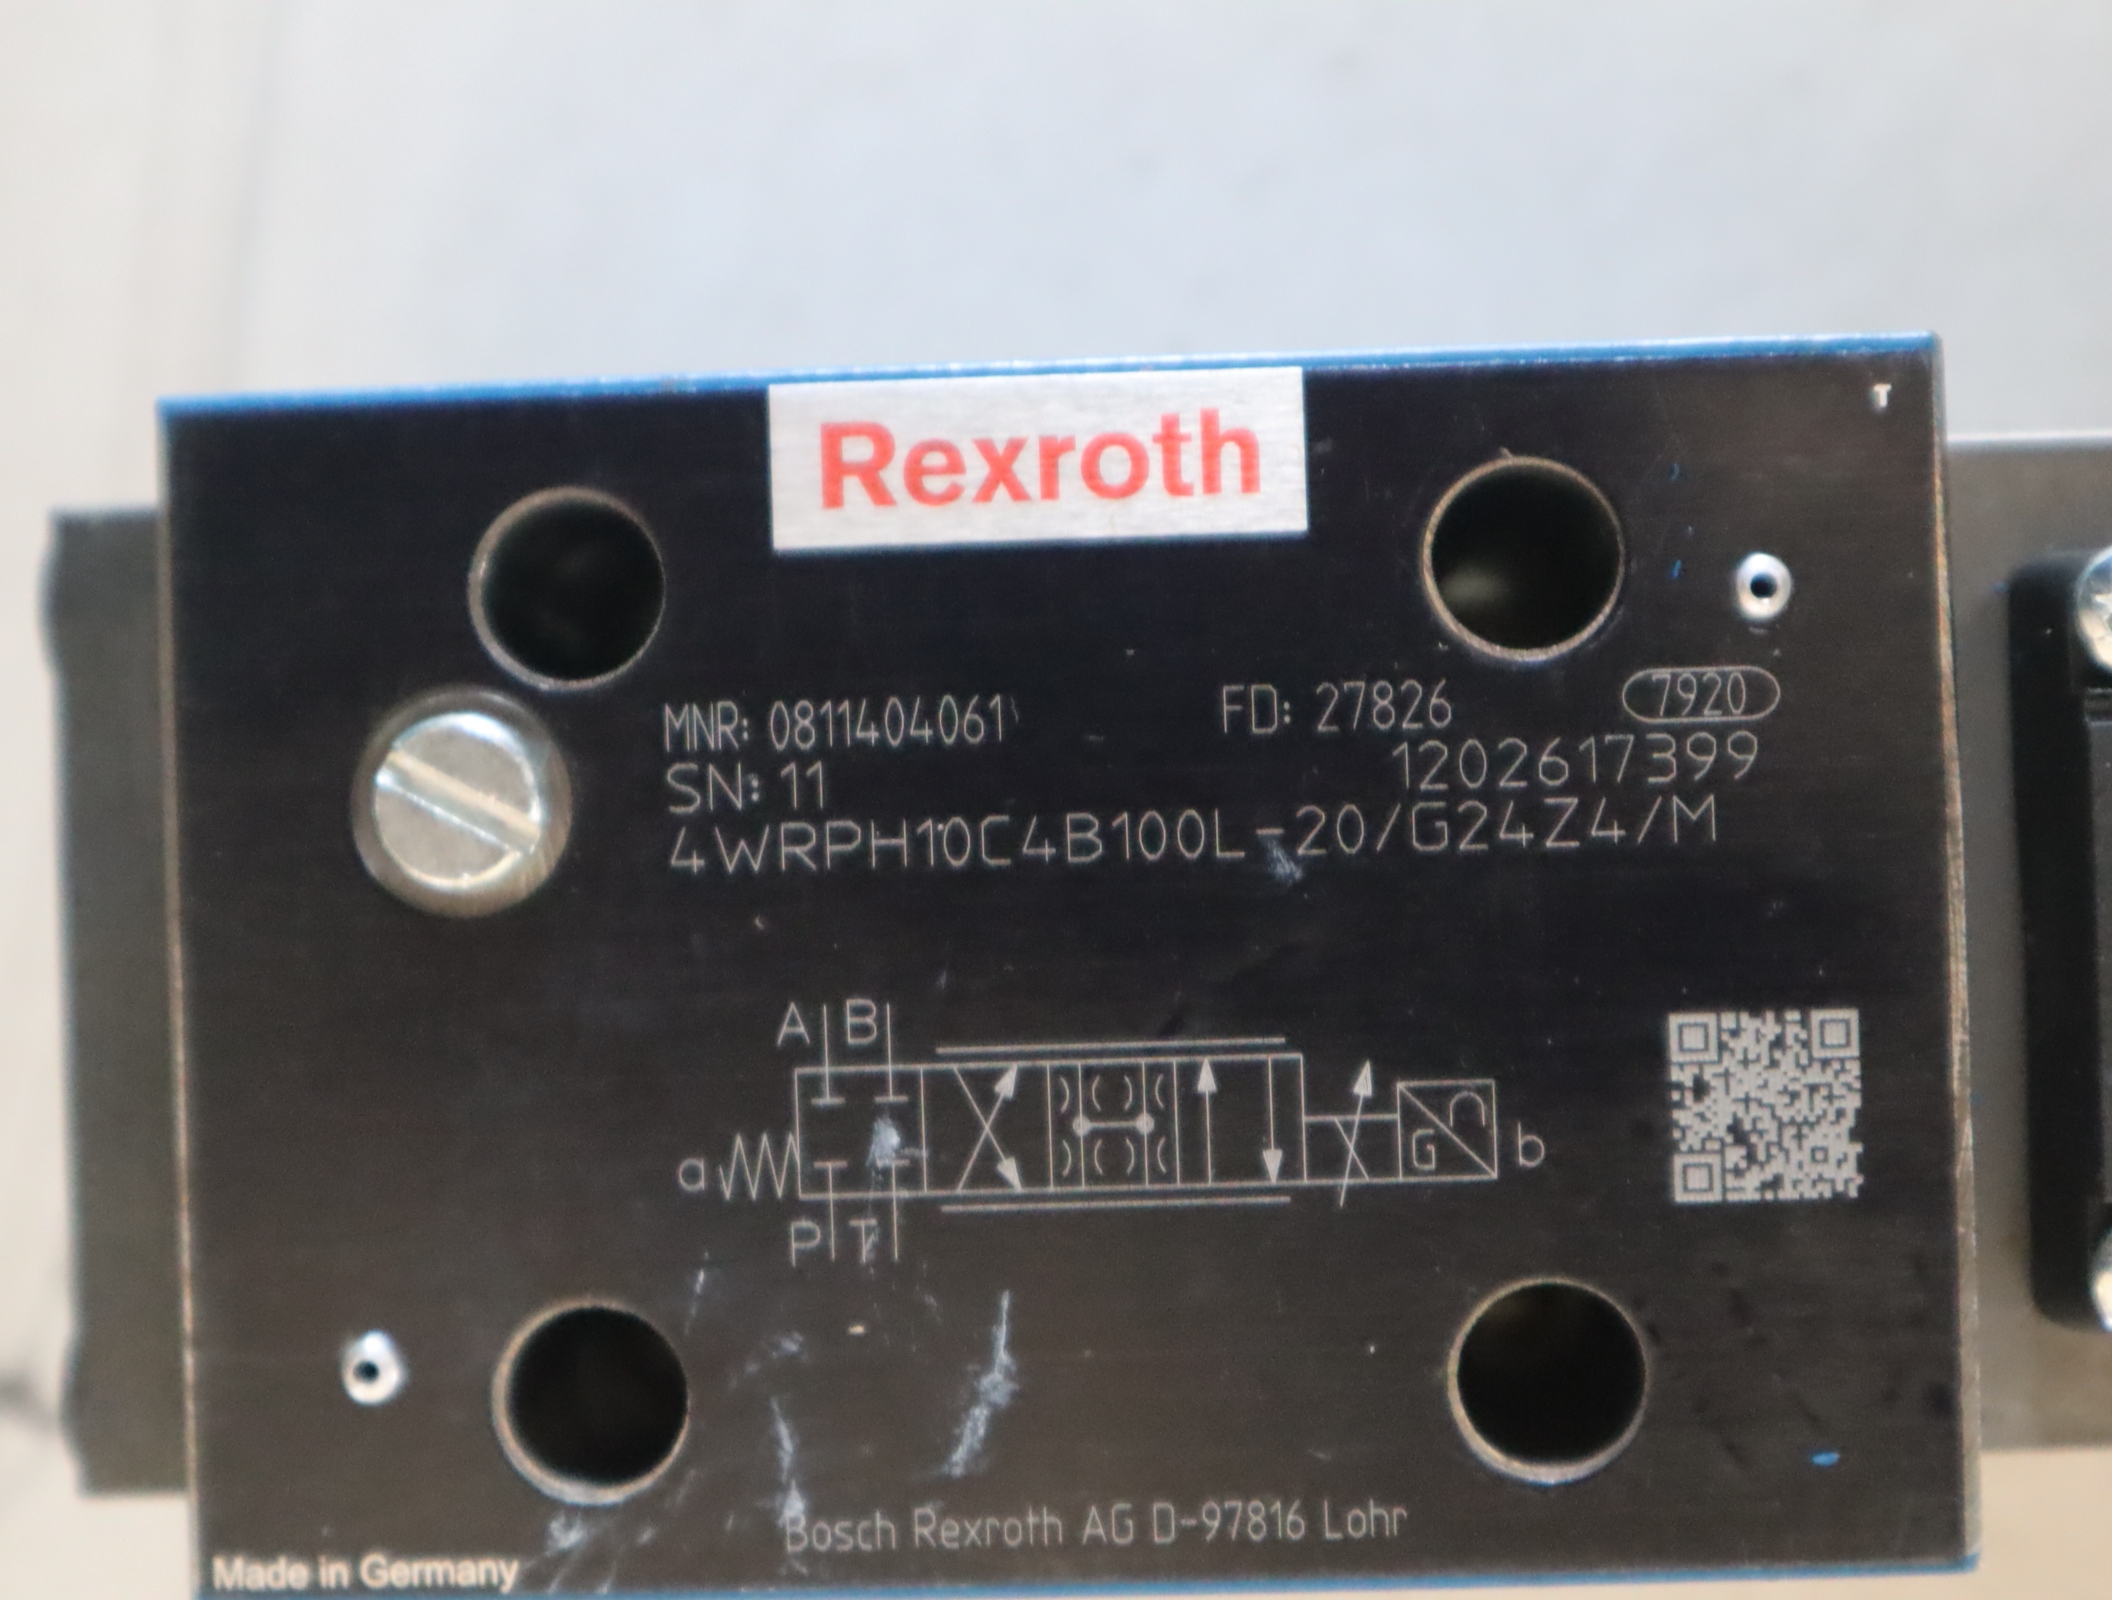 T
Rexroth
MNR: 0811404061 FD: 27826 7920
SN: 11 1202617399
4WRPH10C4B100L-20/G24Z4/M
A B
a G b
P T
Bosch Rexroth AG D-97816 Lohr
Made in Germany